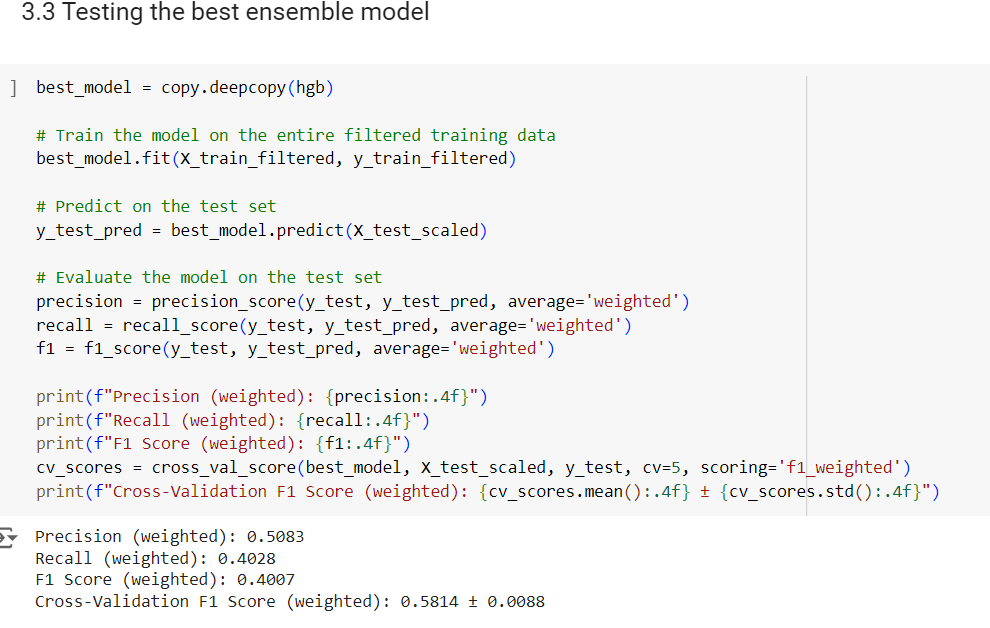 3.3 Testing the best ensemble model
] best_model = copy.deepcopy(hgb)
# Train the model on the entire filtered training data
best_model.fit(X_train_filtered, y_train_filtered)
# Predict on the test set
y_test_pred = best_model.predict(X_test_scaled)
# Evaluate the model on the test set
precision = precision_score(y_test, y_test_pred, average='weighted')
recall = recall_score(y_test, y_test_pred, average='weighted')
f1 = f1_score(y_test, y_test_pred, average='weighted')
print(f"Precision (weighted): {precision:.4f}")
print(f"Recall (weighted): {recall:.4f}")
print(f"F1 Score (weighted): {f1:.4f}")
cv_scores = cross_val_score(best_model, X_test_scaled, y_test, cv=5, scoring='f1_weighted')
print(f"Cross-Validation F1 Score (weighted): {cv_scores.mean():.4f} ± {cv_scores.std():.4f}")
Precision (weighted): 0.5083
Recall (weighted): 0.4028
F1 Score (weighted): 0.4007
Cross-Validation F1 Score (weighted): 0.5814 ± 0.0088